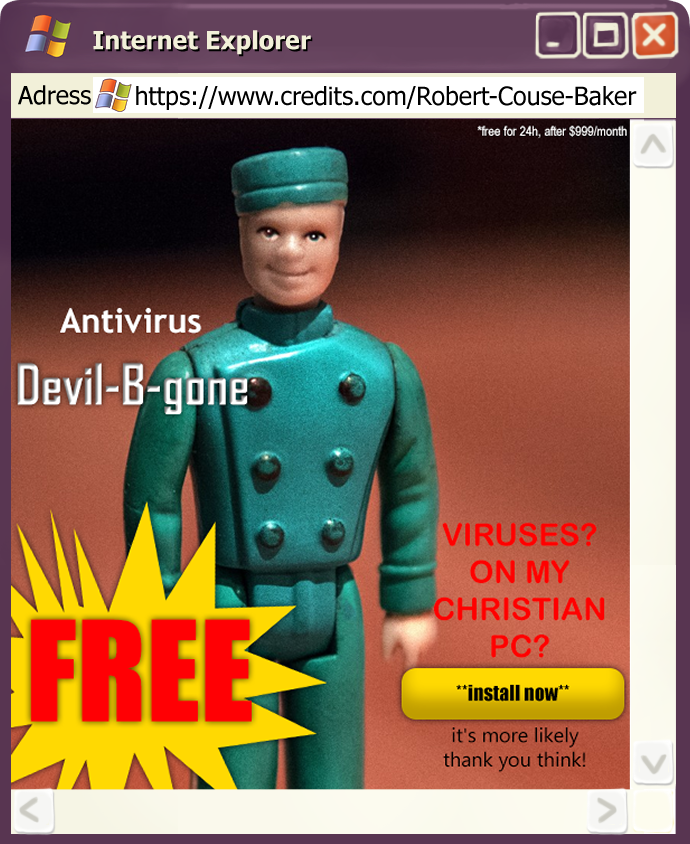 Internet Explorer
Adress https://www.credits.com/Robert-Couse-Baker
*free for 24h, after $999/month
Antivirus
Devil-B-gone
VIRUSES?
ON MY
CHRISTIAN
PC?
FREE
**install now**
it's more likely
thank you think!